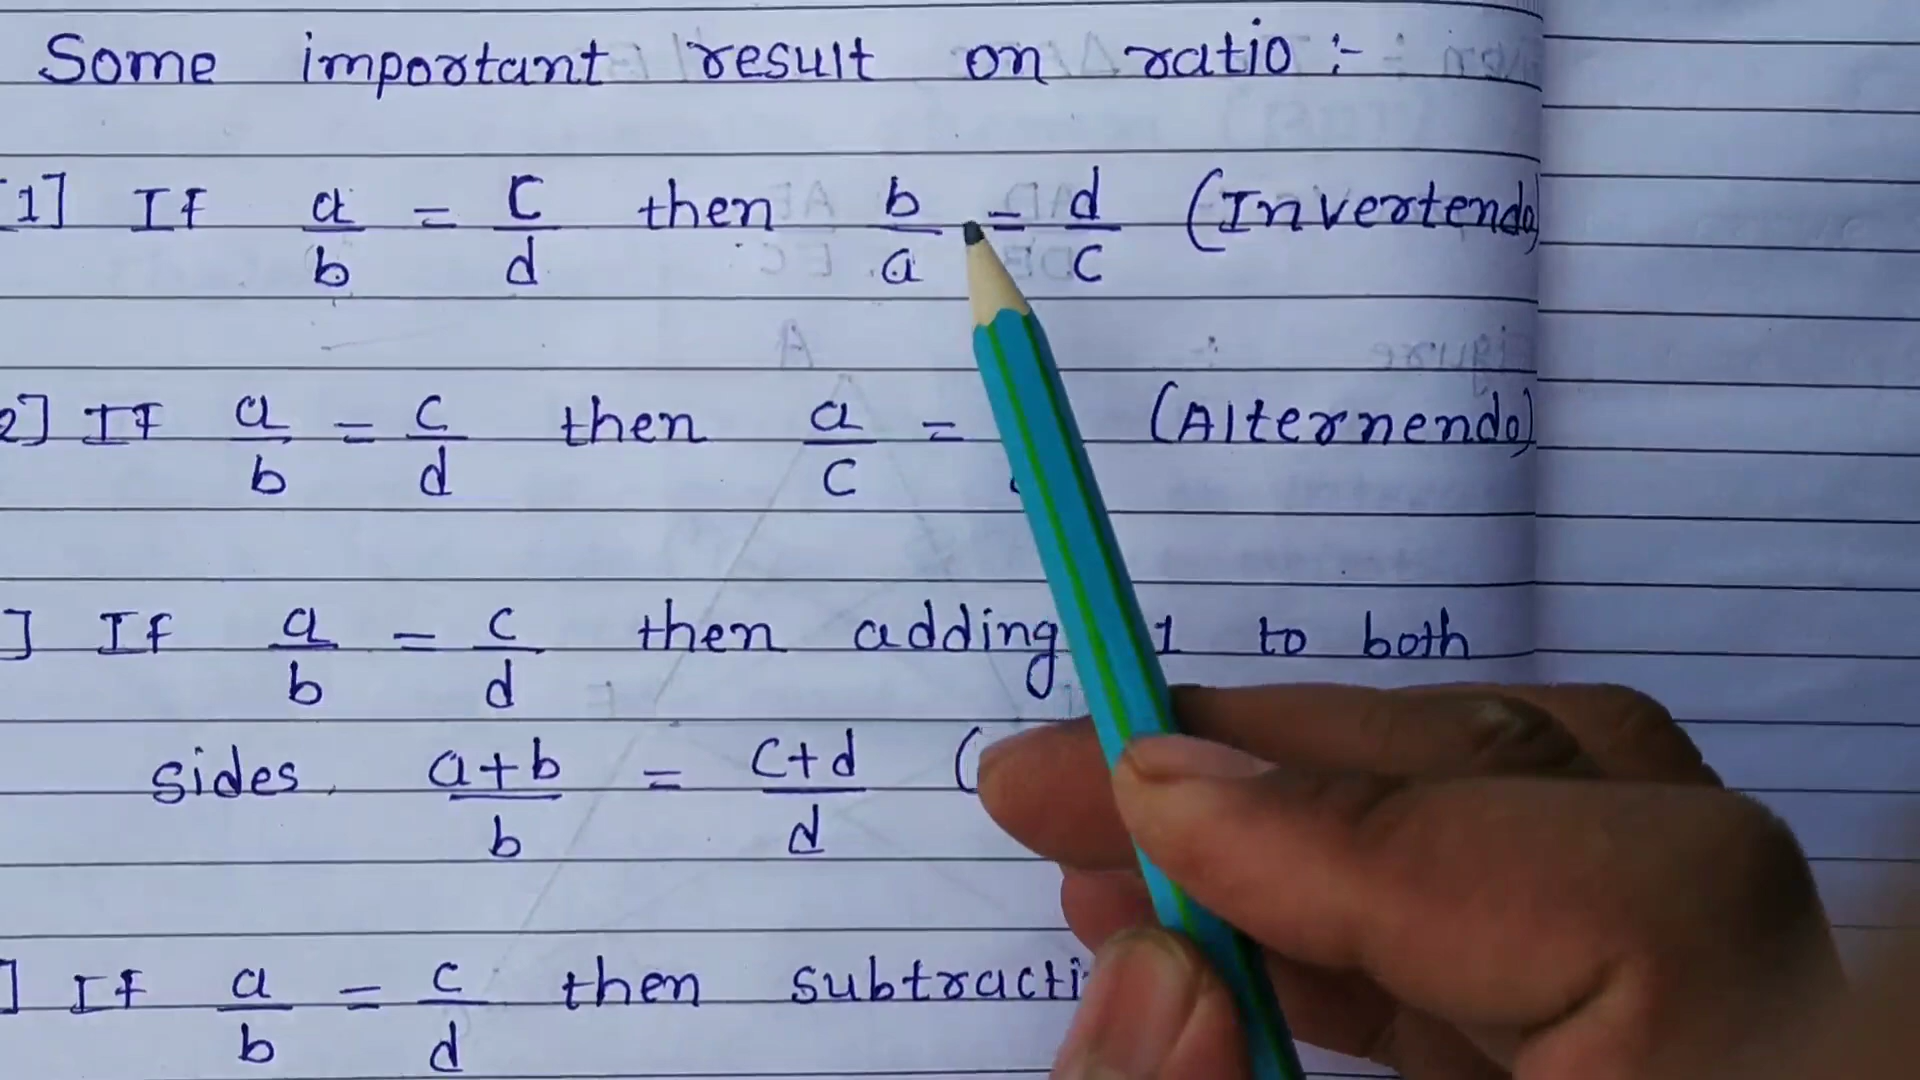 Some important result on ratio :-
1] If a/b = c/d then b/a = d/c (Invertendo)
2] If a/b = c/d then a/c = (Alternendo)
] If a/b = c/d then adding 1 to both
sides, a+b/b = c+d/d (
] If a/b = c/d then